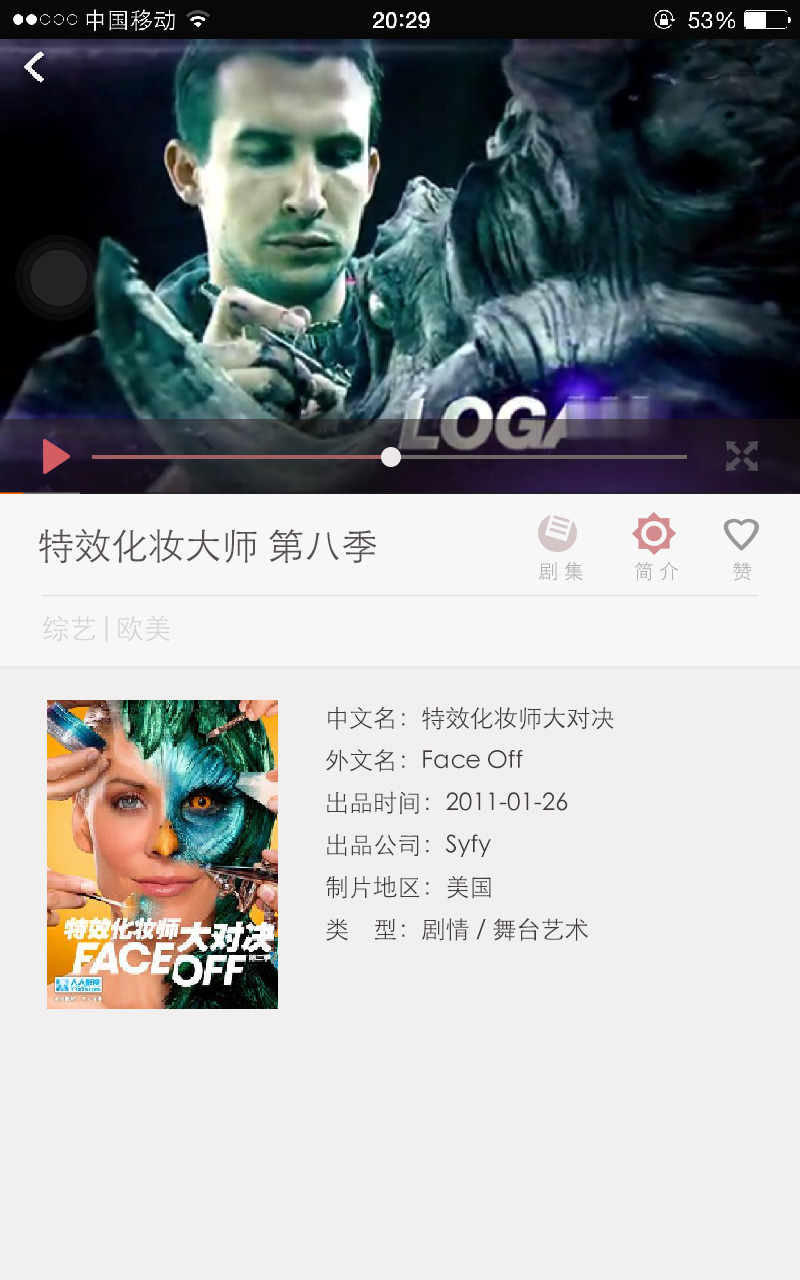 中国移动 20:29 53%
LOGA
特效化妆大师 第八季
剧集 简介 赞
综艺|欧美
中文名：特效化妆师大对决
外文名：Face Off
出品时间：2011-01-26
出品公司：Syfy
制片地区：美国
类 型：剧情 / 舞台艺术
特效化妆师大对决
FACE OFF
人人影视